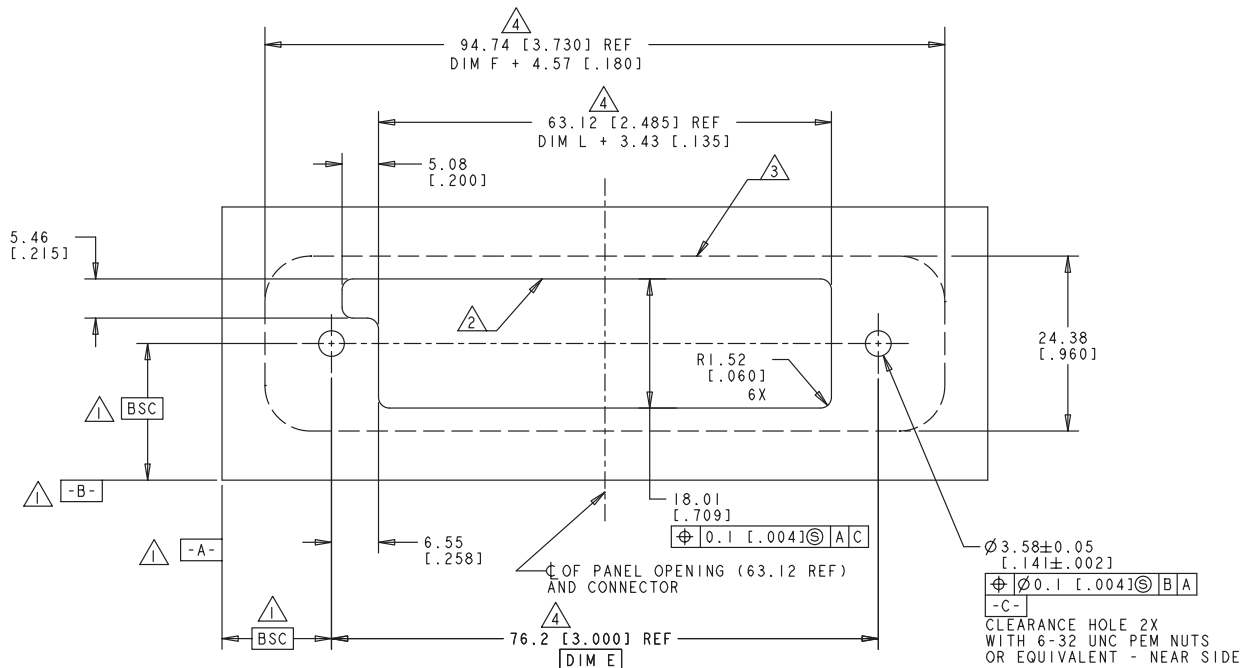 4
94.74 [3.730] REF
DIM F + 4.57 [.180]
4
63.12 [2.485] REF
DIM L + 3.43 [.135]
5.08
[.200]
3
5.46
[.215]
2
24.38
[.960]
R1.52
[.060]
6X
1
BSC
1
-B-
18.01
[.709]
⌖ 0.1 [.004]Ⓢ A C
1
-A-
6.55
[.258]
℄ OF PANEL OPENING (63.12 REF)
AND CONNECTOR
Ø3.58±0.05
[.141±.002]
⌖ Ø0.1 [.004]Ⓢ B A
-C-
CLEARANCE HOLE 2X
WITH 6-32 UNC PEM NUTS
OR EQUIVALENT - NEAR SIDE
1
BSC
4
76.2 [3.000] REF
DIM E